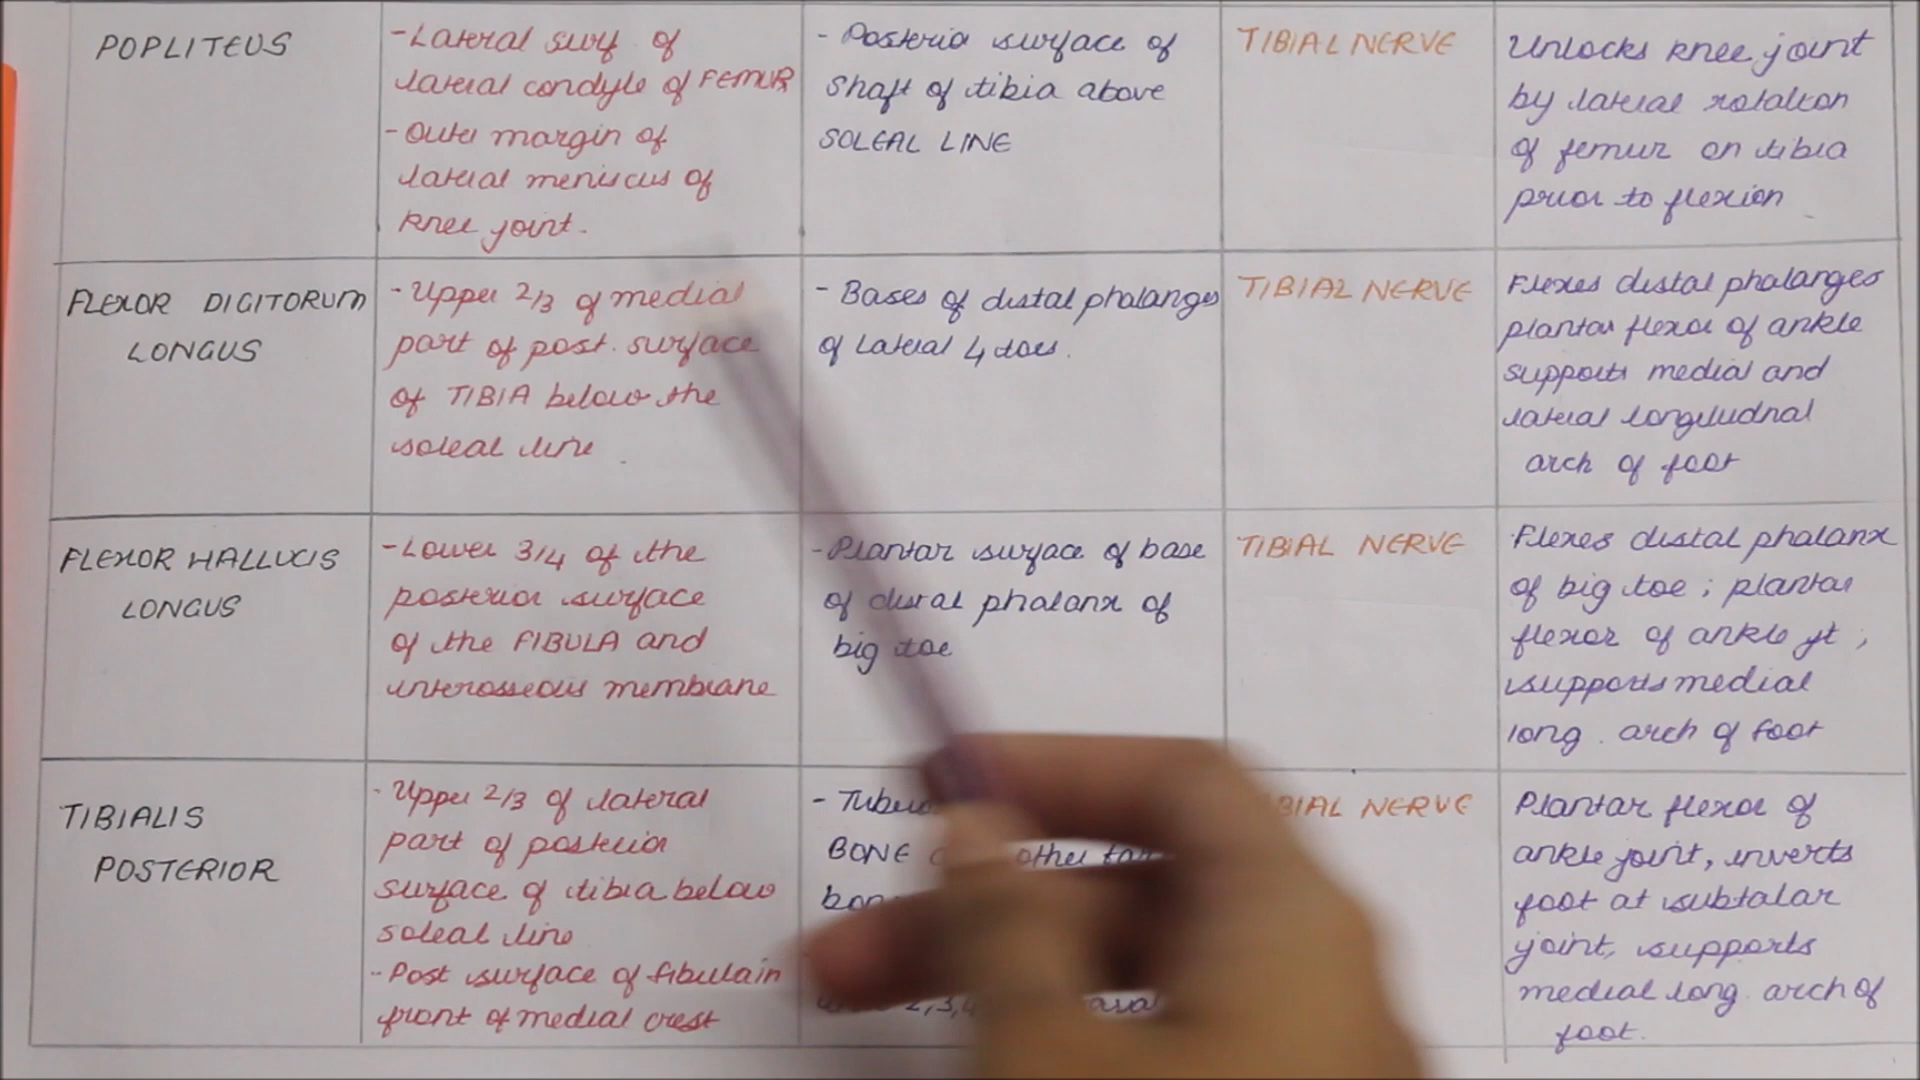 POPLITEUS
-Lateral surf of
lateral condyle of FEMUR
-Outer margin of
lateral meniscus of
knee joint.
- Posterior surface of
shaft of tibia above
SOLEAL LINE
TIBIAL NERVE
Unlocks knee joint
by lateral rotation
of femur on tibia
prior to flexion
FLEXOR DIGITORUM
LONGUS
-Upper 2/3 of medial
part of post. surface
of TIBIA below the
soleal line
- Bases of distal phalanges
of lateral 4 toes.
TIBIAL NERVE
Flexes distal phalanges
plantar flexor of ankle
supports medial and
lateral longitudnal
arch of foot
FLEXOR HALLUCIS
LONGUS
-Lower 3/4 of the
posterior surface
of the FIBULA and
interosseous membrane
-Plantar surface of base
of distal phalanx of
big toe
TIBIAL NERVE
Flexes distal phalanx
of big toe; plantar
flexor of ankle jt;
supports medial
long. arch of foot
TIBIALIS
POSTERIOR
-Upper 2/3 of lateral
part of posterior
surface of tibia below
soleal line
-Post surface of fibula in
front of medial crest
-
BONE other
2,3,4
NERVE
Plantar flexor of
ankle joint, inverts
foot at subtalar
joint, supports
medial long. arch of
foot.